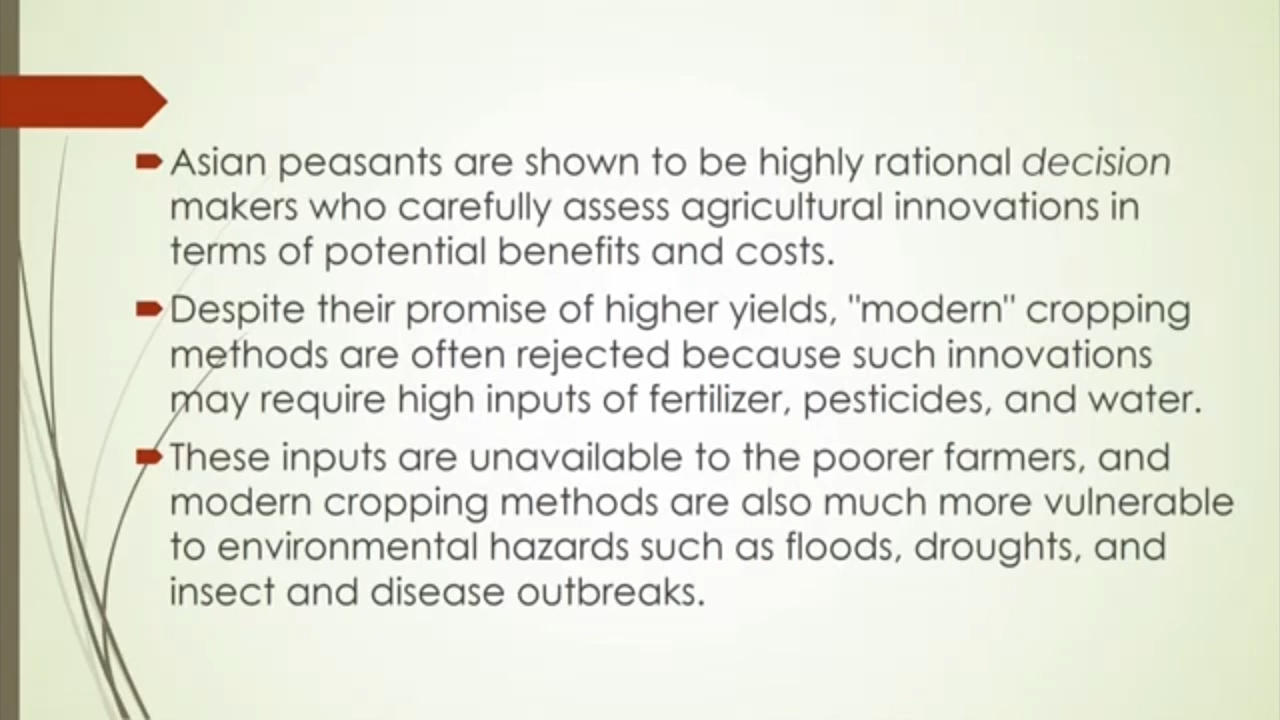 Asian peasants are shown to be highly rational decision
makers who carefully assess agricultural innovations in
terms of potential benefits and costs.
Despite their promise of higher yields, "modern" cropping
methods are often rejected because such innovations
may require high inputs of fertilizer, pesticides, and water.
These inputs are unavailable to the poorer farmers, and
modern cropping methods are also much more vulnerable
to environmental hazards such as floods, droughts, and
insect and disease outbreaks.